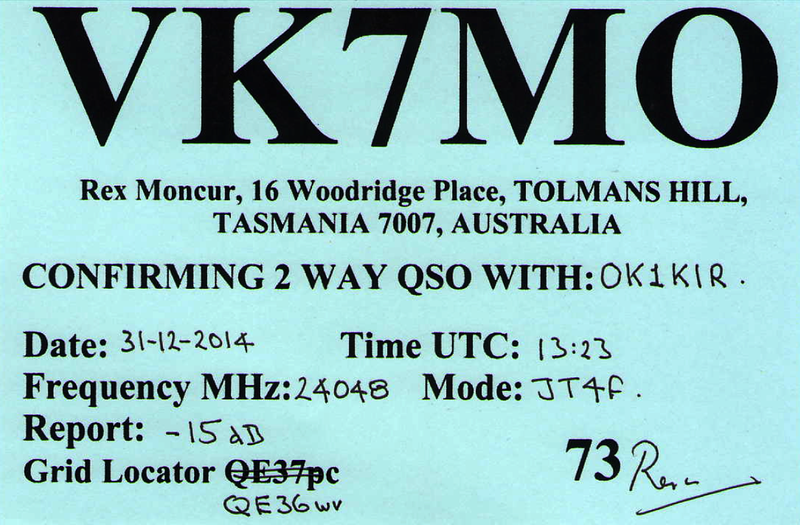 VK7MO
Rex Moncur, 16 Woodridge Place, TOLMANS HILL,
TASMANIA 7007, AUSTRALIA
CONFIRMING 2 WAY QSO WITH: OK1KIR.
Date: 31-12-2014 Time UTC: 13:23
Frequency MHz: 24048 Mode: JT4F.
Report: -15 dB
Grid Locator QE37pc
QE36wv
73 Rex